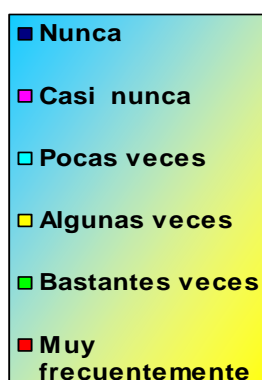 Nunca
Casi nunca
Pocas veces
Algunas veces
Bastantes veces
Muy
frecuentemente